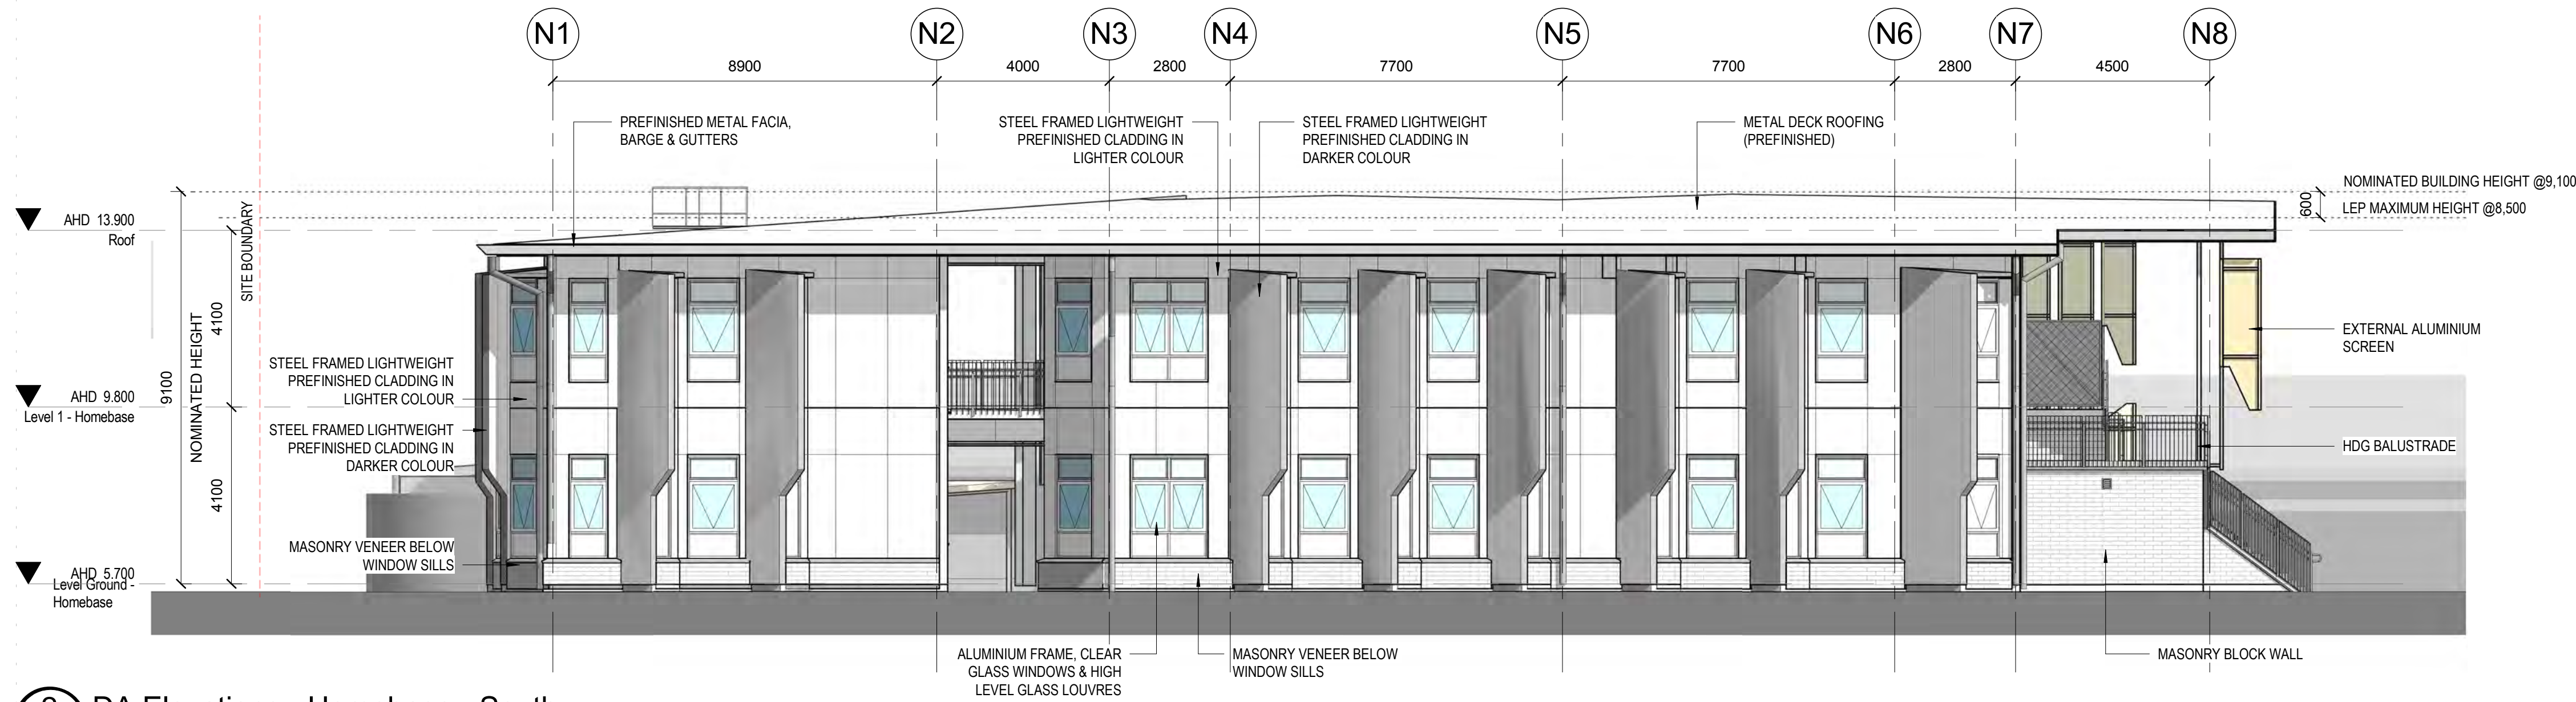 N1
N2
N3
N4
N5
N6
N7
N8
8900
4000
2800
7700
7700
2800
4500
PREFINISHED METAL FACIA,
BARGE & GUTTERS
STEEL FRAMED LIGHTWEIGHT
PREFINISHED CLADDING IN
LIGHTER COLOUR
STEEL FRAMED LIGHTWEIGHT
PREFINISHED CLADDING IN
DARKER COLOUR
METAL DECK ROOFING
(PREFINISHED)
NOMINATED BUILDING HEIGHT @9,100
600
LEP MAXIMUM HEIGHT @8,500
AHD 13.900
Roof
SITE BOUNDARY
4100
NOMINATED HEIGHT
9100
EXTERNAL ALUMINIUM
SCREEN
STEEL FRAMED LIGHTWEIGHT
PREFINISHED CLADDING IN
LIGHTER COLOUR
AHD 9.800
Level 1 - Homebase
STEEL FRAMED LIGHTWEIGHT
PREFINISHED CLADDING IN
DARKER COLOUR
HDG BALUSTRADE
4100
MASONRY VENEER BELOW
WINDOW SILLS
AHD 5.700
Level Ground -
Homebase
ALUMINIUM FRAME, CLEAR
GLASS WINDOWS & HIGH
LEVEL GLASS LOUVRES
MASONRY VENEER BELOW
WINDOW SILLS
MASONRY BLOCK WALL